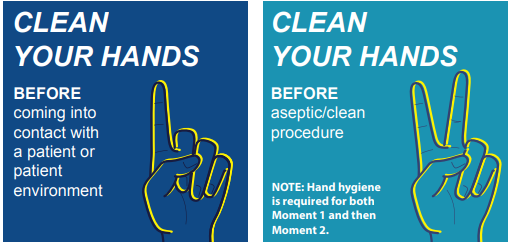 CLEAN
YOUR HANDS
BEFORE
coming into
contact with
a patient or
patient
environment
CLEAN
YOUR HANDS
BEFORE
aseptic/clean
procedure
NOTE: Hand hygiene
is required for both
Moment 1 and then
Moment 2.